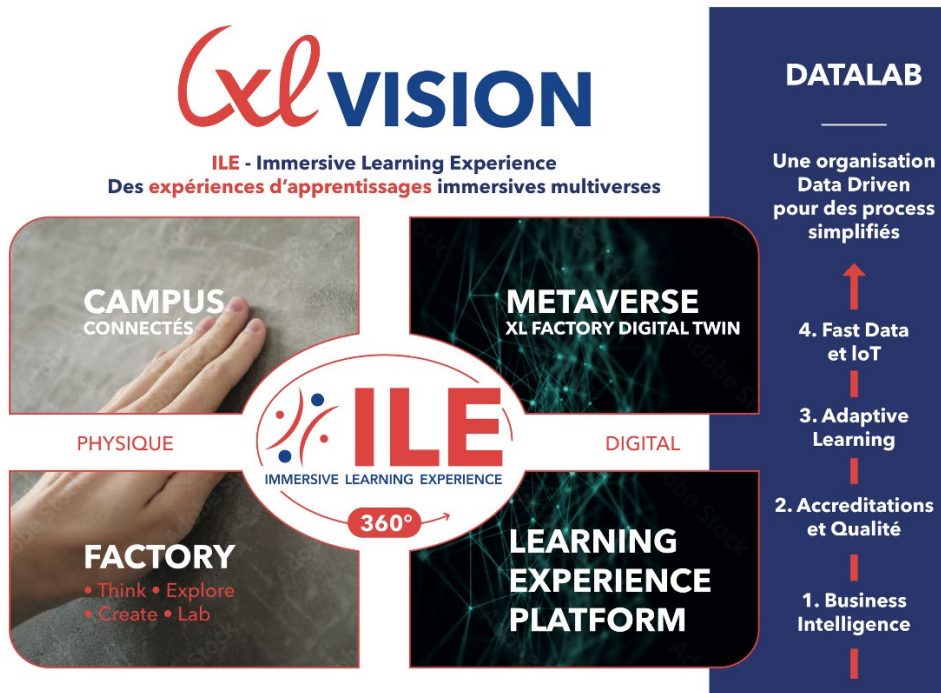 xl VISION
ILE - Immersive Learning Experience
Des expériences d'apprentissages immersives multiverses
CAMPUS
CONNECTÉS
METAVERSE
XL FACTORY DIGITAL TWIN
PHYSIQUE
ILE
IMMERSIVE LEARNING EXPERIENCE
360°
DIGITAL
FACTORY
• Think • Explore
• Create • Lab
LEARNING
EXPERIENCE
PLATFORM
DATALAB
Une organisation
Data Driven
pour des process
simplifiés
4. Fast Data
et IoT
3. Adaptive
Learning
2. Accreditations
et Qualité
1. Business
Intelligence
Adobe Stock